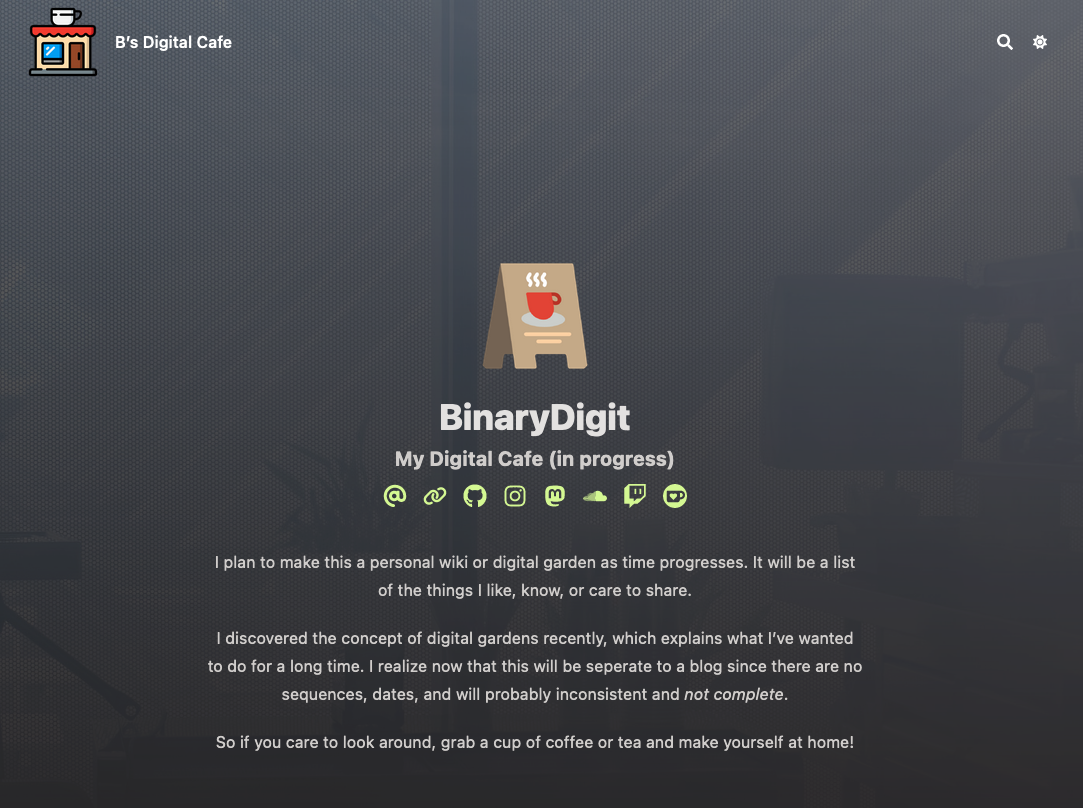 B's Digital Cafe
BinaryDigit
My Digital Cafe (in progress)
I plan to make this a personal wiki or digital garden as time progresses. It will be a list
of the things I like, know, or care to share.
I discovered the concept of digital gardens recently, which explains what I've wanted
to do for a long time. I realize now that this will be seperate to a blog since there are no
sequences, dates, and will probably inconsistent and not complete.
So if you care to look around, grab a cup of coffee or tea and make yourself at home!